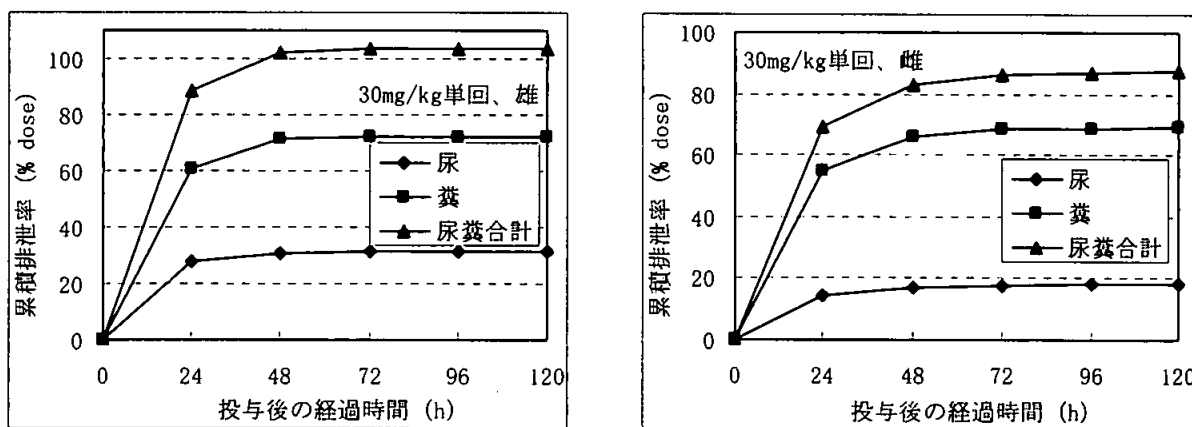 100
80
60
40
20
0
累積排泄率 (% dose)
30mg/kg単回、雄
尿
糞
尿糞合計
0 24 48 72 96 120
投与後の経過時間 (h)
100
80
60
40
20
0
累積排泄率 (% dose)
30mg/kg単回、雌
尿
糞
尿糞合計
0 24 48 72 96 120
投与後の経過時間 (h)